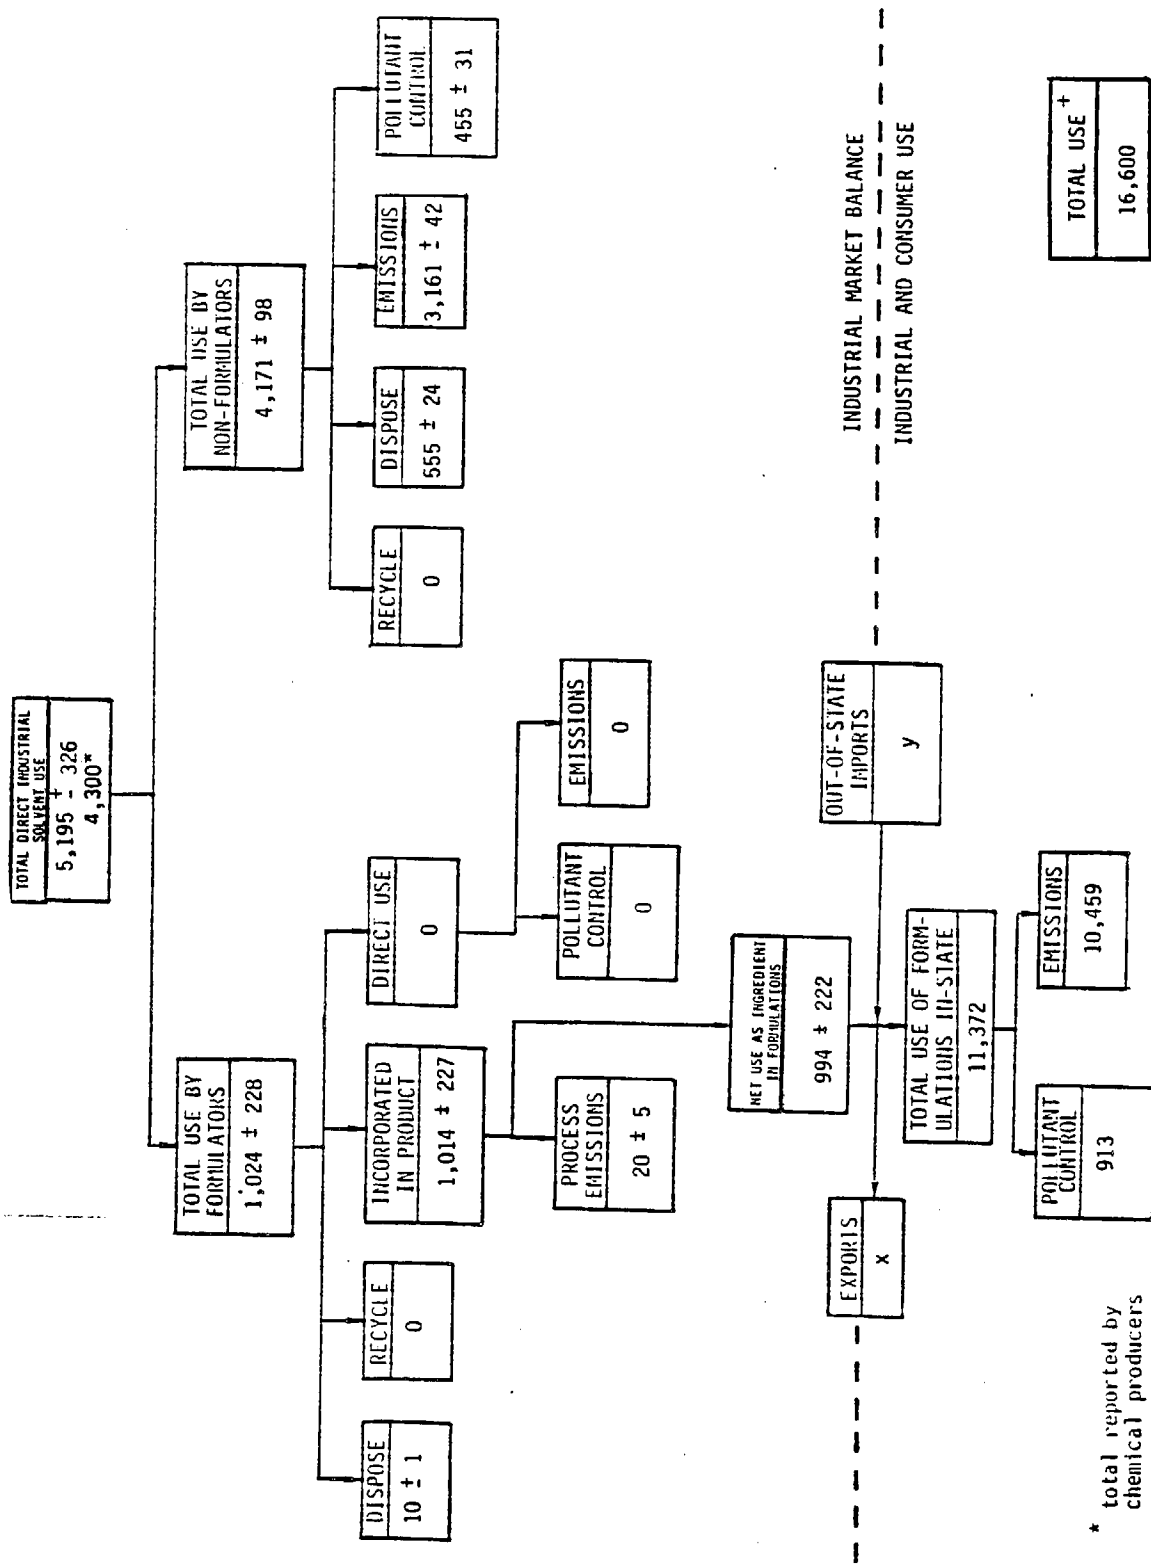 TOTAL DIRECT INDUSTRIAL
SOLVENT USE
5,195 ± 326
4,300*
TOTAL USE BY
FORMULATORS
1,024 ± 228
TOTAL USE BY
NON-FORMULATORS
4,171 ± 98
DISPOSE
10 ± 1
RECYCLE
0
INCORPORATED
IN PRODUCT
1,014 ± 227
DIRECT USE
0
RECYCLE
0
DISPOSE
555 ± 24
EMISSIONS
3,161 ± 42
POLLUTANT
CONTROL
455 ± 31
PROCESS
EMISSIONS
20 ± 5
POLLUTANT
CONTROL
0
EMISSIONS
0
NET USE AS INGREDIENT
IN FORMULATIONS
994 ± 222
EXPORTS
x
OUT-OF-STATE
IMPORTS
y
INDUSTRIAL MARKET BALANCE
INDUSTRIAL AND CONSUMER USE
TOTAL USE OF FORM-
ULATIONS IN-STATE
11,372
POLLUTANT
CONTROL
913
EMISSIONS
10,459
TOTAL USE+
16,600
* total reported by
chemical producers